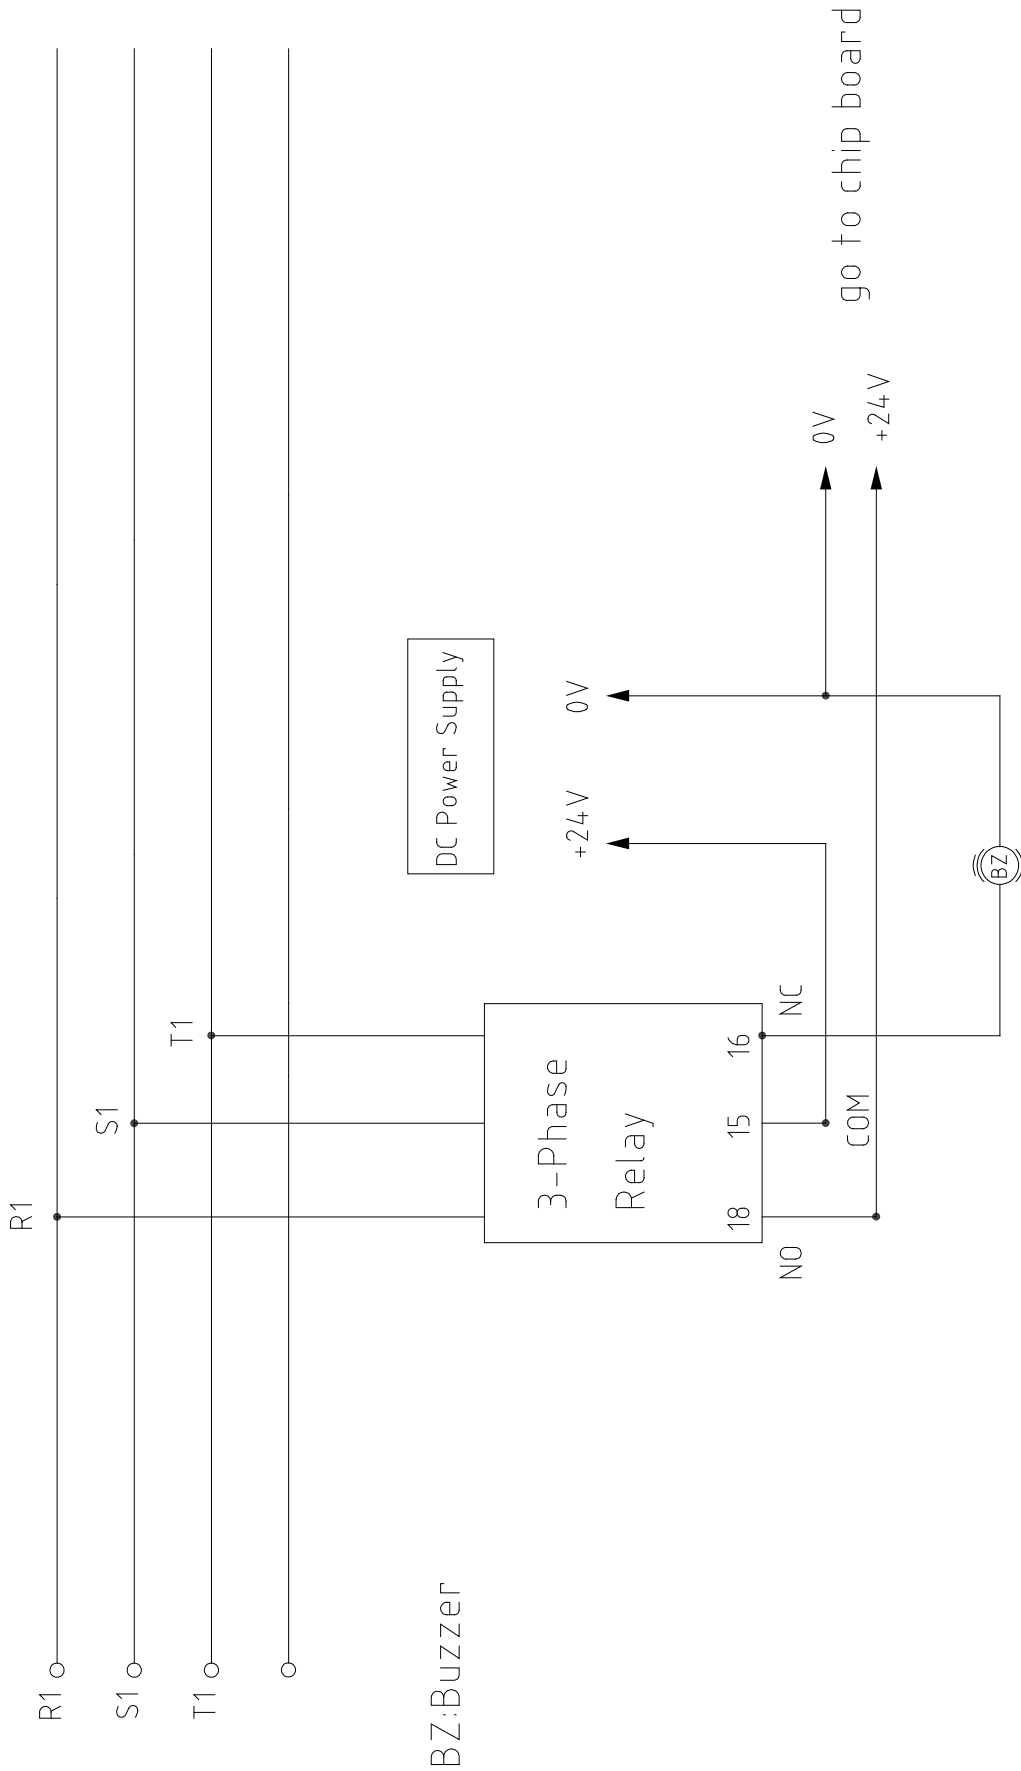 R1
R1
S1
S1
T1
T1
BZ:Buzzer
DC Power Supply
3-Phase
Relay
+24V
0V
18
15
16
NO
NC
COM
0V
+24V
go to chip board
BZ